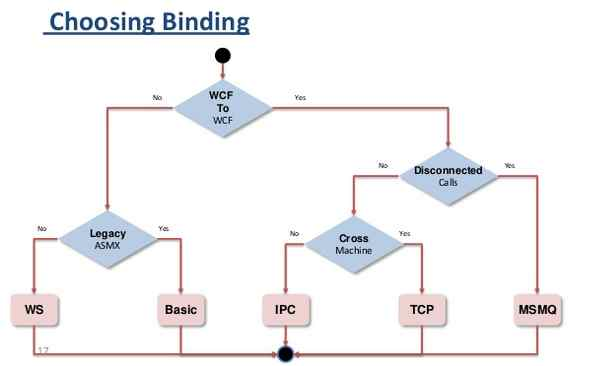 Choosing Binding
WCF
To
WCF
No
Yes
Disconnected
Calls
No
Yes
Legacy
ASMX
No
Yes
Cross
Machine
No
Yes
WS
Basic
IPC
TCP
MSMQ
17